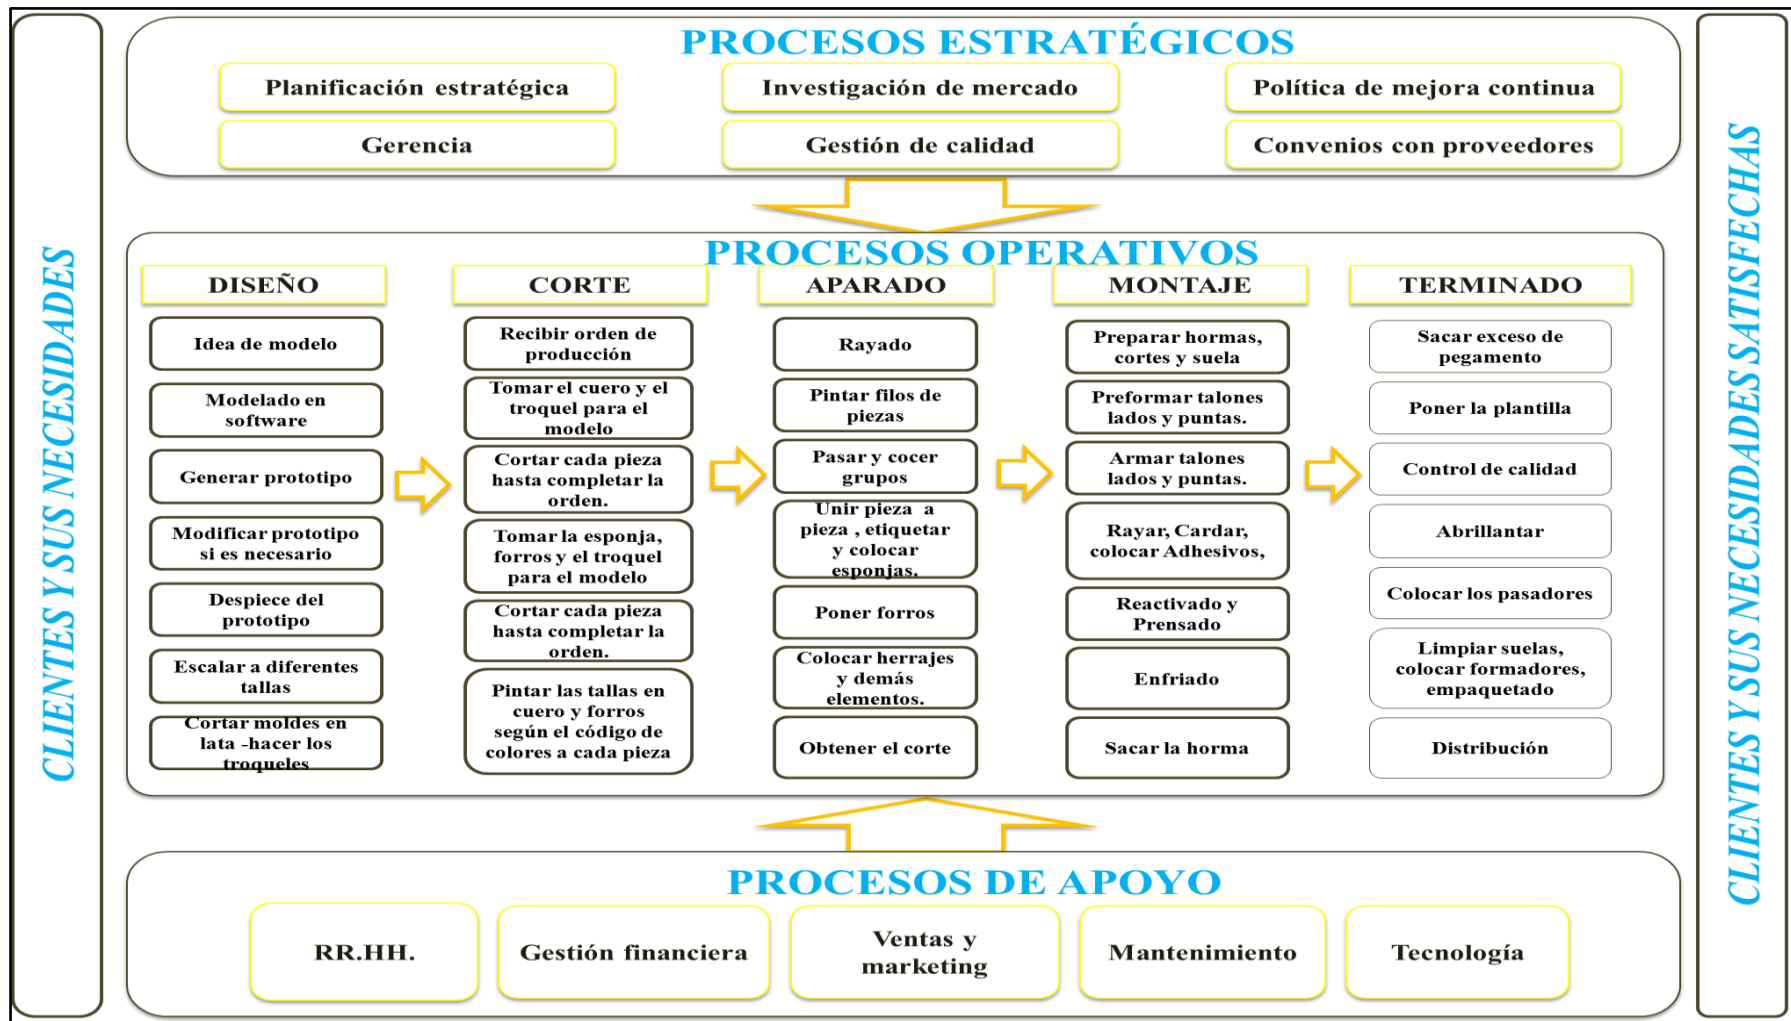 CLIENTES Y SUS NECESIDADES
PROCESOS ESTRATÉGICOS
Planificación estratégica
Investigación de mercado
Política de mejora continua
Gerencia
Gestión de calidad
Convenios con proveedores
PROCESOS OPERATIVOS
DISEÑO
Idea de modelo
Modelado en
software
Generar prototipo
Modificar prototipo
si es necesario
Despiece del
prototipo
Escalar a diferentes
tallas
Cortar moldes en
lata -hacer los
troqueles
CORTE
Recibir orden de
producción
Tomar el cuero y el
troquel para el
modelo
Cortar cada pieza
hasta completar la
orden.
Tomar la esponja,
forros y el troquel
para el modelo
Cortar cada pieza
hasta completar la
orden.
Pintar las tallas en
cuero y forros
según el código de
colores a cada pieza
APARADO
Rayado
Pintar filos de
piezas
Pasar y cocer
grupos
Unir pieza a
pieza , etiquetar
y colocar
esponjas.
Poner forros
Colocar herrajes
y demás
elementos.
Obtener el corte
MONTAJE
Preparar hormas,
cortes y suela
Preformar talones
lados y puntas.
Armar talones
lados y puntas.
Rayar, Cardar,
colocar Adhesivos,
Reactivado y
Prensado
Enfriado
Sacar la horma
TERMINADO
Sacar exceso de
pegamento
Poner la plantilla
Control de calidad
Abrillantar
Colocar los pasadores
Limpiar suelas,
colocar formadores,
empaquetado
Distribución
PROCESOS DE APOYO
RR.HH.
Gestión financiera
Ventas y
marketing
Mantenimiento
Tecnología
CLIENTES Y SUS NECESIDADES SATISFECHAS